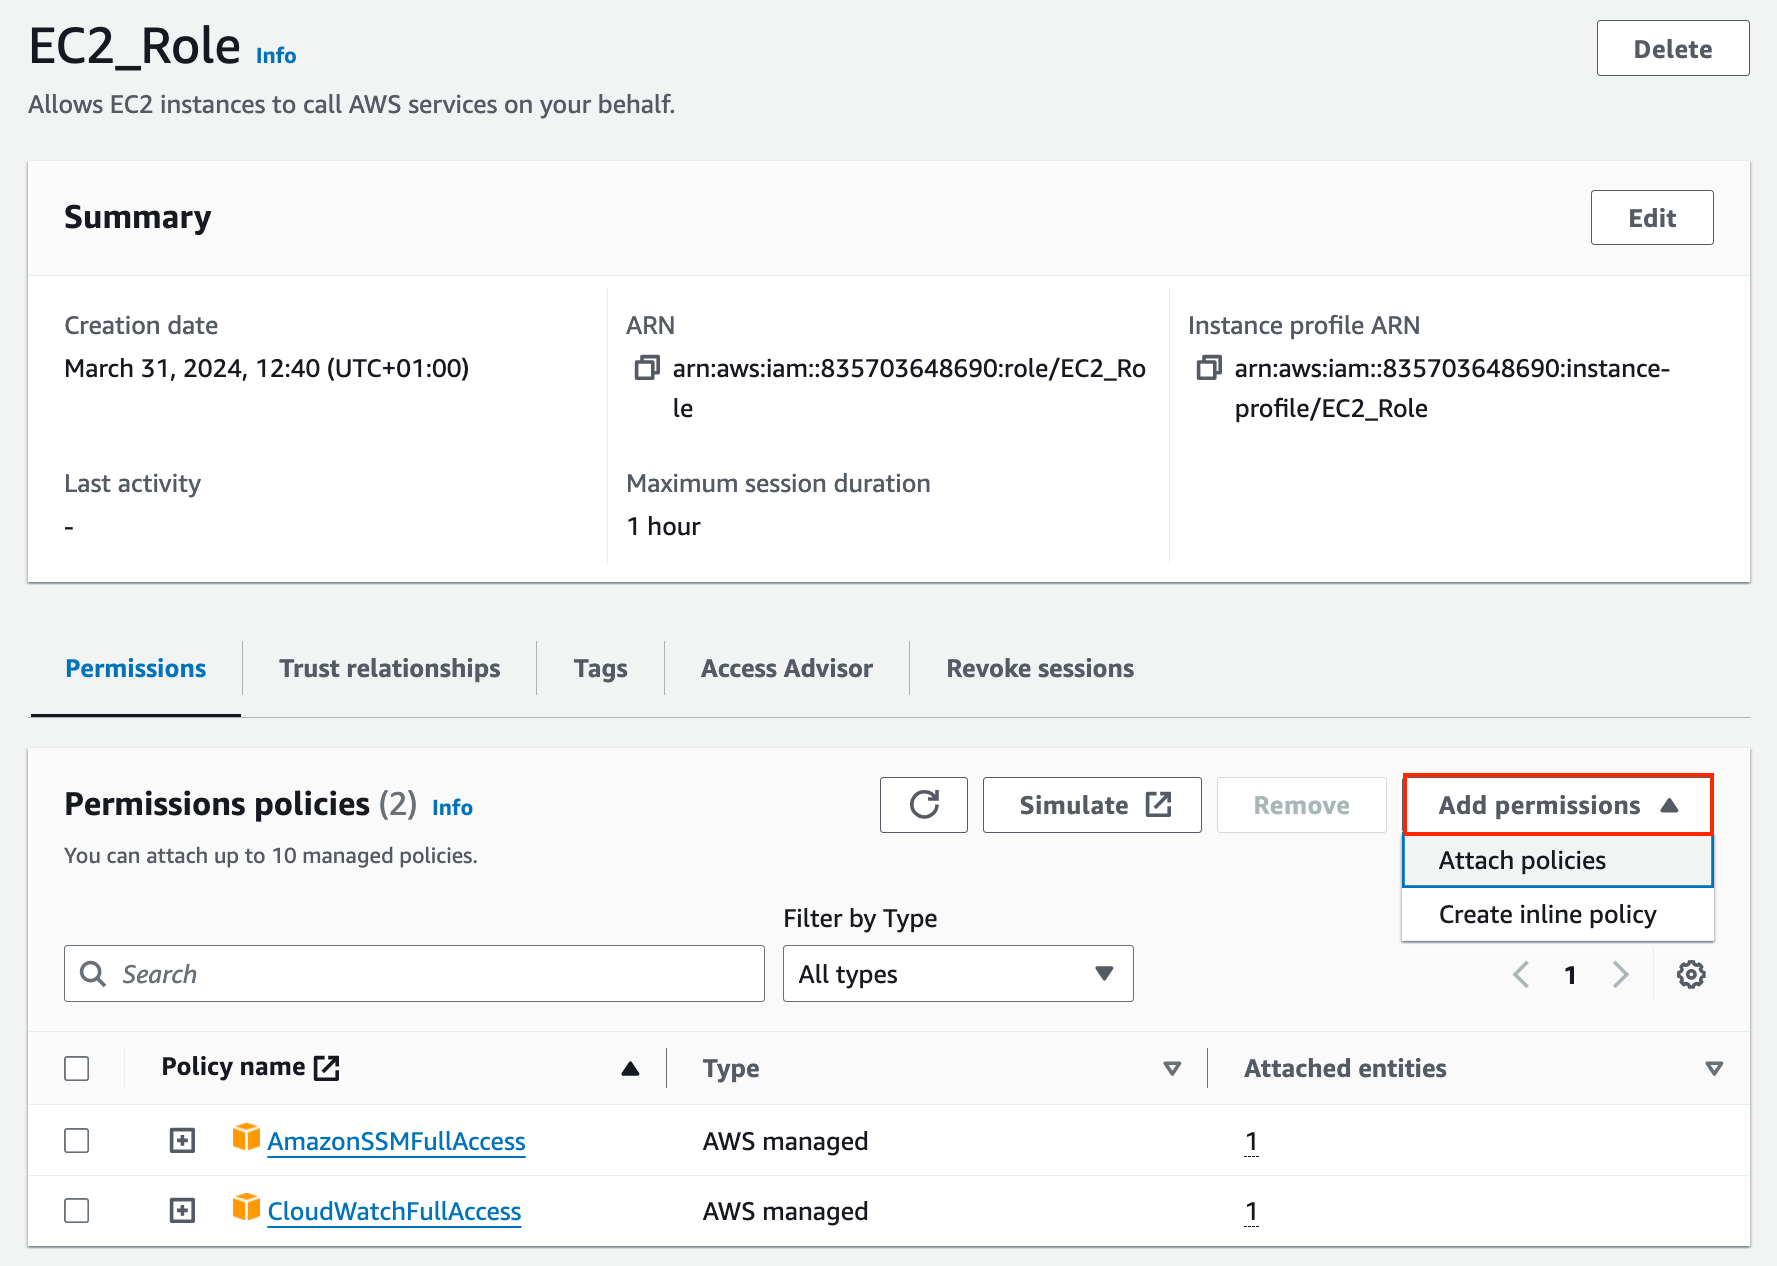 EC2_Role Info
Delete
Allows EC2 instances to call AWS services on your behalf.
Summary
Edit
Creation date
March 31, 2024, 12:40 (UTC+01:00)
ARN
arn:aws:iam::835703648690:role/EC2_Ro
le
Instance profile ARN
arn:aws:iam::835703648690:instance-
profile/EC2_Role
Last activity
-
Maximum session duration
1 hour
Permissions
Trust relationships
Tags
Access Advisor
Revoke sessions
Permissions policies (2) Info
Simulate
Remove
Add permissions
You can attach up to 10 managed policies.
Attach policies
Create inline policy
Filter by Type
Search
All types
1
Policy name
Type
Attached entities
AmazonSSMFullAccess
AWS managed
1
CloudWatchFullAccess
AWS managed
1